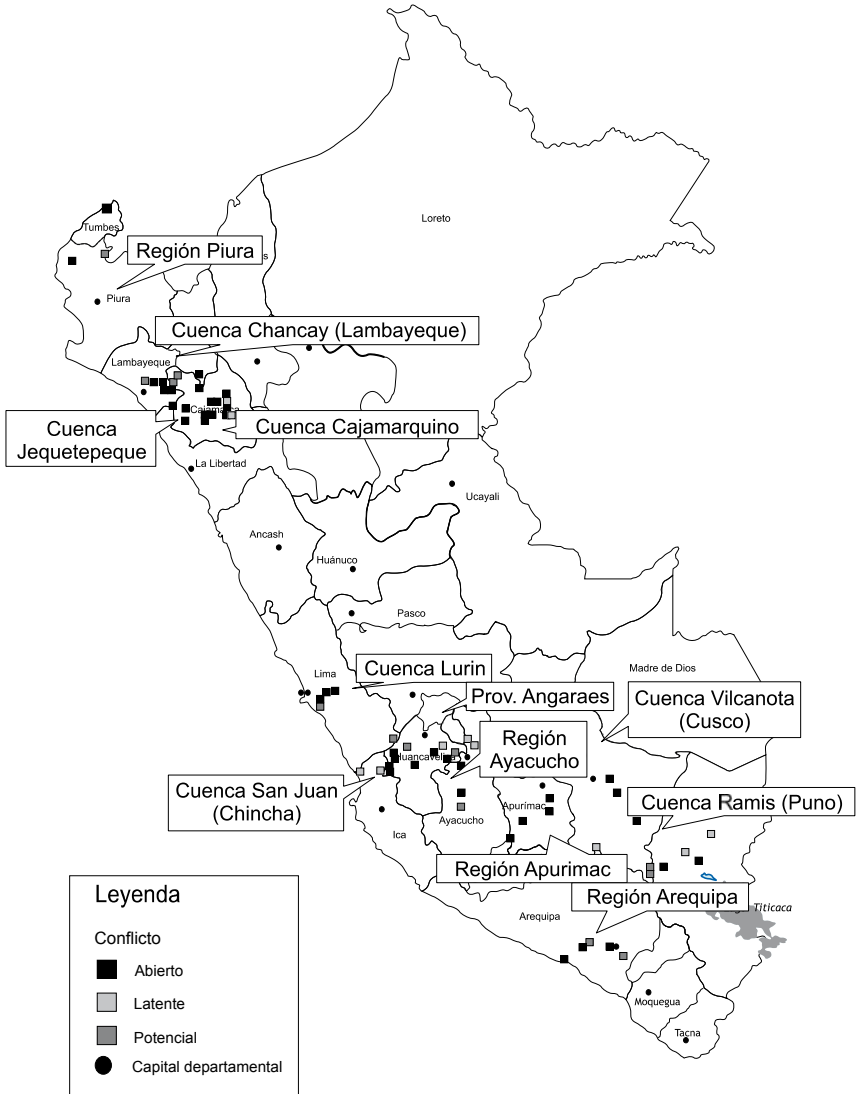 Loreto
Tumbes
Región Piura
s
Piura
Cuenca Chancay (Lambayeque)
Lambayeque
Cajamarca
Cuenca
Jequetepeque
Cuenca Cajamarquino
La Libertad
Ucayali
Ancash
Huánuco
Pasco
Lima
Cuenca Lurin
Madre de Dios
Prov. Angaraes
Cuenca Vilcanota
(Cusco)
Región
Ayacucho
Huancavelica
Cuenca San Juan
(Chincha)
Apurímac
Cuenca Ramis (Puno)
Ica
Ayacucho
Región Apurimac
Región Arequipa
Arequipa
Titicaca
Moquegua
Tacna
Leyenda
Conflicto
Abierto
Latente
Potencial
Capital departamental